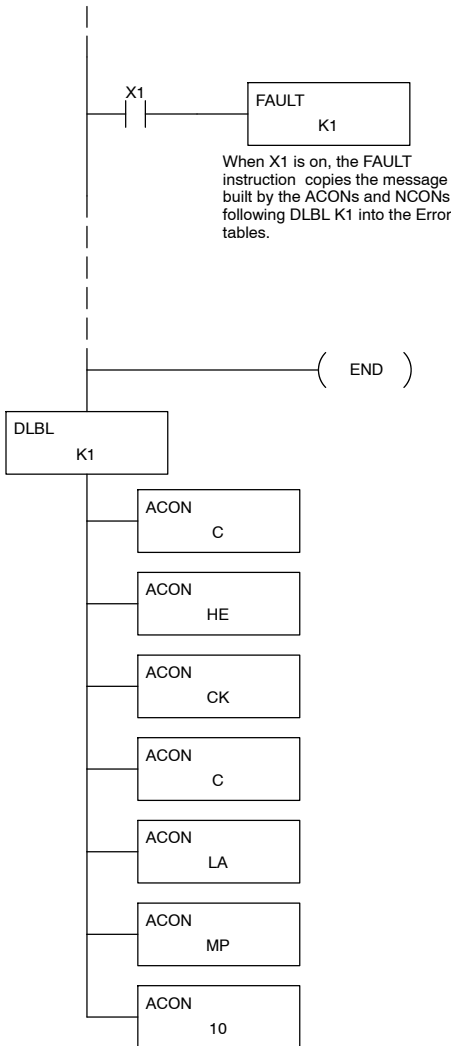 X1
FAULT
K1
When X1 is on, the FAULT
instruction copies the message
built by the ACONs and NCONs
following DLBL K1 into the Error
tables.
END
DLBL
K1
ACON
C
ACON
HE
ACON
CK
ACON
C
ACON
LA
ACON
MP
ACON
10